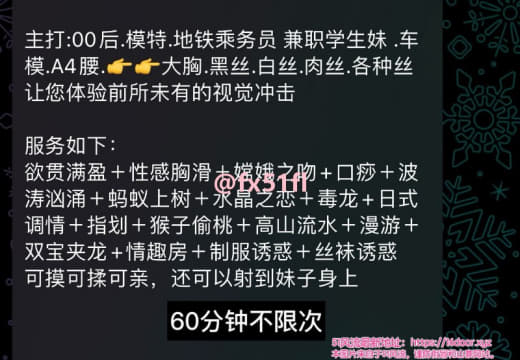 主打:00后.模特.地铁乘务员 兼职学生妹 .车
模.A4腰.👉👉大胸.黑丝.白丝.肉丝.各种丝
让您体验前所未有的视觉冲击
服务如下:
欲贯满盈+性感胸滑+嫦娥之吻+口痧+波
涛汹涌+蚂蚁上树+水晶之恋+毒龙+日式
调情+指划+猴子偷桃+高山流水+漫游+
双宝夹龙+情趣房+制服诱惑+丝袜诱惑
可摸可揉可亲，还可以射到妹子身上
@fx51fl
60分钟不限次
https://16door.xyz